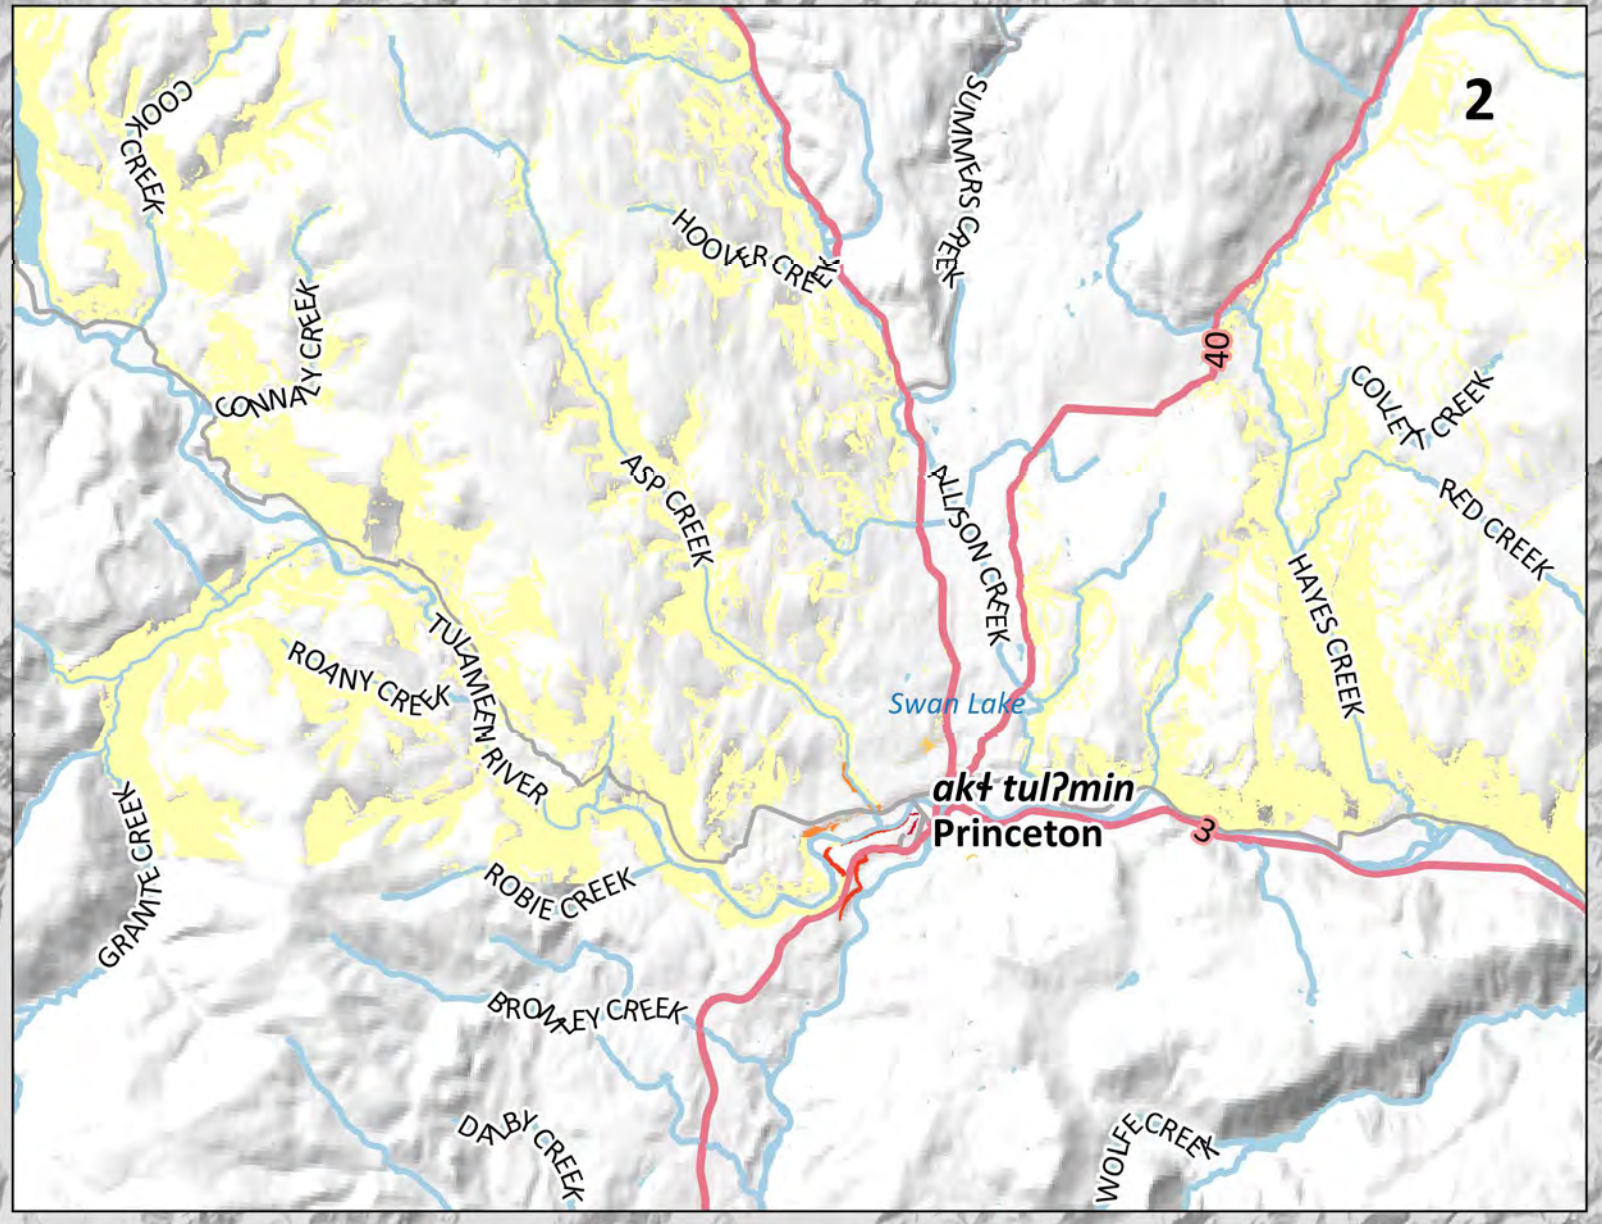 2
COOK CREEK
SUMMERS CREEK
HOOVER CREEK
CONNALY CREEK
40
COVLEY CREEK
ASP CREEK
ALLISON CREEK
RED CREEK
HAYES CREEK
TULAMEEN RIVER
ROANY CREEK
Swan Lake
akɬ tulʔmin
Princeton
3
GRANITE CREEK
ROBIE CREEK
BROMLEY CREEK
DALBY CREEK
WOLFE CREEK